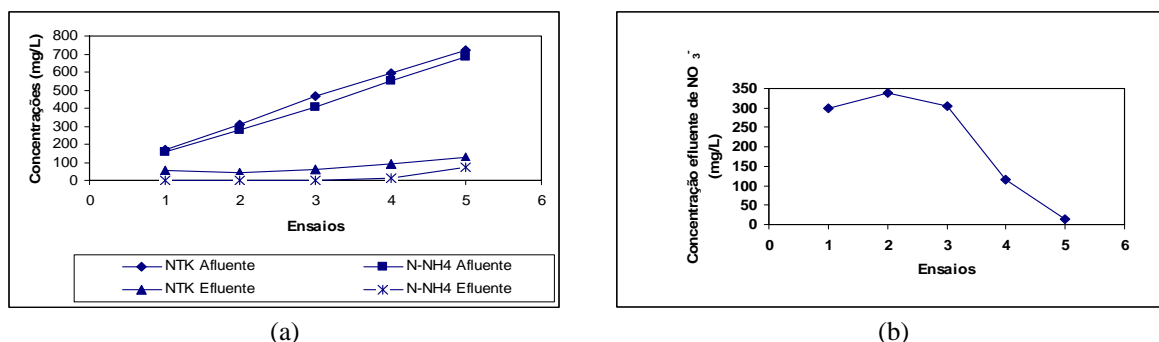 Concentrações (mg/L)
800
700
600
500
400
300
200
100
0
0 1 2 3 4 5 6
Ensaios
NTK Afluente
N-NH4 Afluente
NTK Efluente
N-NH4 Efluente
(a)
Concentração efluente de NO3-
(mg/L)
350
300
250
200
150
100
50
0
0 1 2 3 4 5 6
Ensaios
(b)